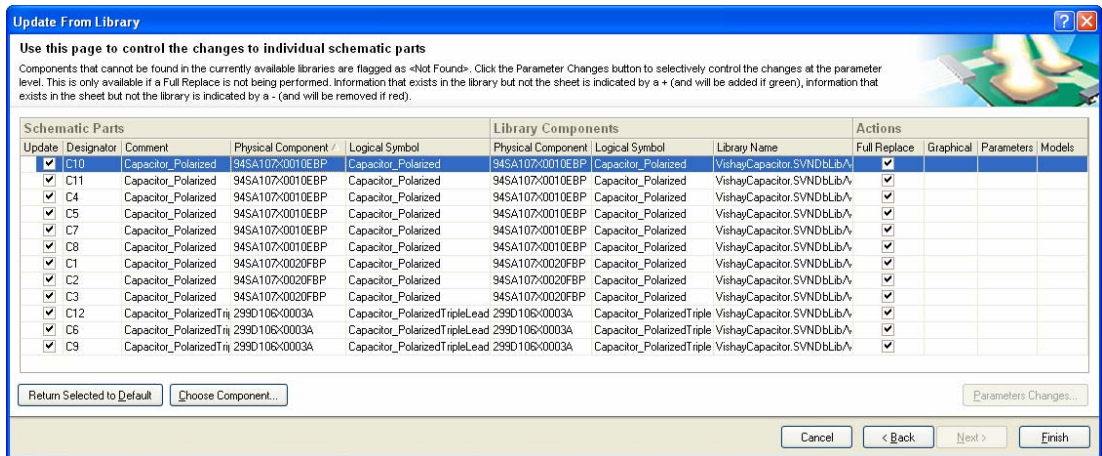 Update From Library
Use this page to control the changes to individual schematic parts
Components that cannot be found in the currently available libraries are flagged as <Not Found>. Click the Parameter Changes button to selectively control the changes at the parameter
level. This is only available if a Full Replace is not being performed. Information that exists in the library but not the sheet is indicated by a + (and will be added if green), information that
exists in the sheet but not the library is indicated by a - (and will be removed if red).
Schematic Parts Library Components Actions
Update Designator Comment Physical Component Logical Symbol Physical Component Logical Symbol Library Name Full Replace Graphical Parameters Models
C10 Capacitor_Polarized 94SA107X0010EBP Capacitor_Polarized 94SA107X0010EBP Capacitor_Polarized VishayCapacitor.SVNDbLib/\
C11 Capacitor_Polarized 94SA107X0010EBP Capacitor_Polarized 94SA107X0010EBP Capacitor_Polarized VishayCapacitor.SVNDbLib/\
C4 Capacitor_Polarized 94SA107X0010EBP Capacitor_Polarized 94SA107X0010EBP Capacitor_Polarized VishayCapacitor.SVNDbLib/\
C5 Capacitor_Polarized 94SA107X0010EBP Capacitor_Polarized 94SA107X0010EBP Capacitor_Polarized VishayCapacitor.SVNDbLib/\
C7 Capacitor_Polarized 94SA107X0010EBP Capacitor_Polarized 94SA107X0010EBP Capacitor_Polarized VishayCapacitor.SVNDbLib/\
C8 Capacitor_Polarized 94SA107X0010EBP Capacitor_Polarized 94SA107X0010EBP Capacitor_Polarized VishayCapacitor.SVNDbLib/\
C1 Capacitor_Polarized 94SA107X0020FBP Capacitor_Polarized 94SA107X0020FBP Capacitor_Polarized VishayCapacitor.SVNDbLib/\
C2 Capacitor_Polarized 94SA107X0020FBP Capacitor_Polarized 94SA107X0020FBP Capacitor_Polarized VishayCapacitor.SVNDbLib/\
C3 Capacitor_Polarized 94SA107X0020FBP Capacitor_Polarized 94SA107X0020FBP Capacitor_Polarized VishayCapacitor.SVNDbLib/\
C12 Capacitor_PolarizedTrij 299D106X0003A Capacitor_PolarizedTripleLead 299D106X0003A Capacitor_PolarizedTriple VishayCapacitor.SVNDbLib/\
C6 Capacitor_PolarizedTrij 299D106X0003A Capacitor_PolarizedTripleLead 299D106X0003A Capacitor_PolarizedTriple VishayCapacitor.SVNDbLib/\
C9 Capacitor_PolarizedTrij 299D106X0003A Capacitor_PolarizedTripleLead 299D106X0003A Capacitor_PolarizedTriple VishayCapacitor.SVNDbLib/\
Return Selected to Default Choose Component... Parameters Changes...
Cancel < Back Next > Finish